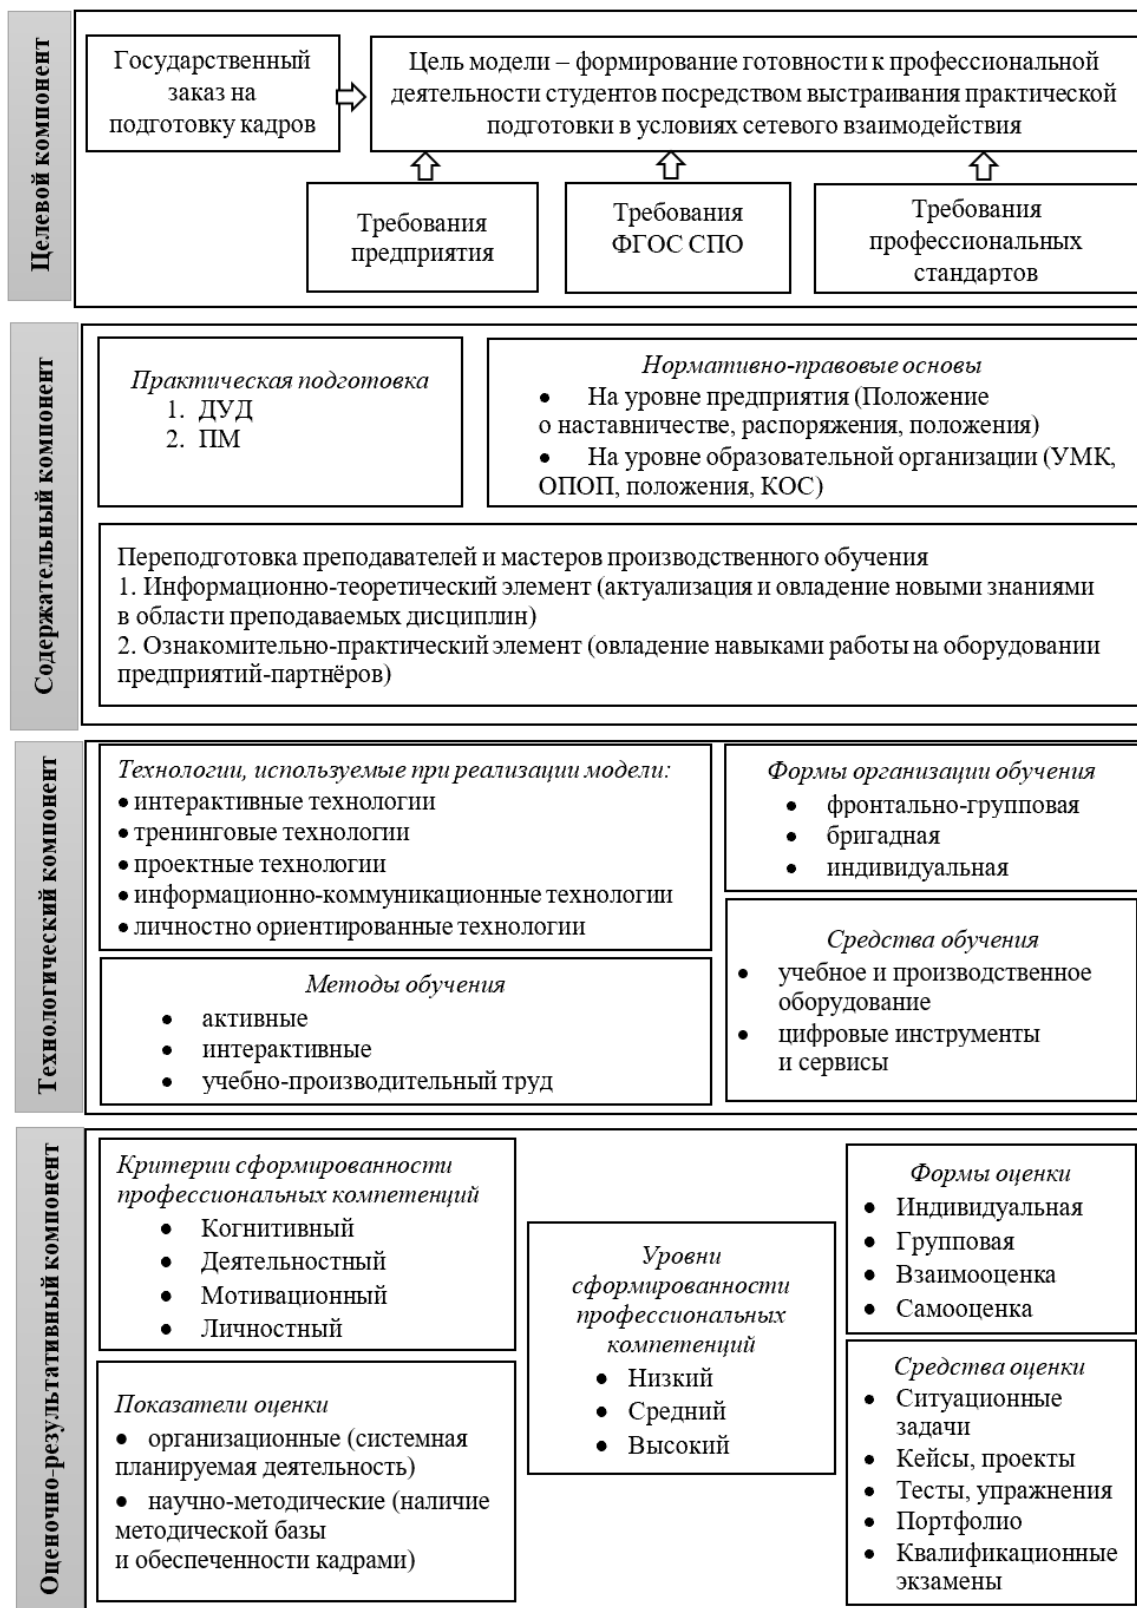 Целевой компонент
Государственный
заказ на
подготовку кадров
Цель модели – формирование готовности к профессиональной
деятельности студентов посредством выстраивания практической
подготовки в условиях сетевого взаимодействия
Требования
предприятия
Требования
ФГОС СПО
Требования
профессиональных
стандартов
Содержательный компонент
Практическая подготовка
1. ДУД
2. ПМ
Нормативно-правовые основы
• На уровне предприятия (Положение
о наставничестве, распоряжения, положения)
• На уровне образовательной организации (УМК,
ОПОП, положения, КОС)
Переподготовка преподавателей и мастеров производственного обучения
1. Информационно-теоретический элемент (актуализация и овладение новыми знаниями
в области преподаваемых дисциплин)
2. Ознакомительно-практический элемент (овладение навыками работы на оборудовании
предприятий-партнёров)
Технологический компонент
Технологии, используемые при реализации модели:
• интерактивные технологии
• тренинговые технологии
• проектные технологии
• информационно-коммуникационные технологии
• личностно ориентированные технологии
Методы обучения
• активные
• интерактивные
• учебно-производительный труд
Формы организации обучения
• фронтально-групповая
• бригадная
• индивидуальная
Средства обучения
• учебное и производственное
оборудование
• цифровые инструменты
и сервисы
Оценочно-результативный компонент
Критерии сформированности
профессиональных компетенций
• Когнитивный
• Деятельностный
• Мотивационный
• Личностный
Показатели оценки
• организационные (системная
планируемая деятельность)
• научно-методические (наличие
методической базы
и обеспеченности кадрами)
Уровни
сформированности
профессиональных
компетенций
• Низкий
• Средний
• Высокий
Формы оценки
• Индивидуальная
• Групповая
• Взаимооценка
• Самооценка
Средства оценки
• Ситуационные
задачи
• Кейсы, проекты
• Тесты, упражнения
• Портфолио
• Квалификационные
экзамены